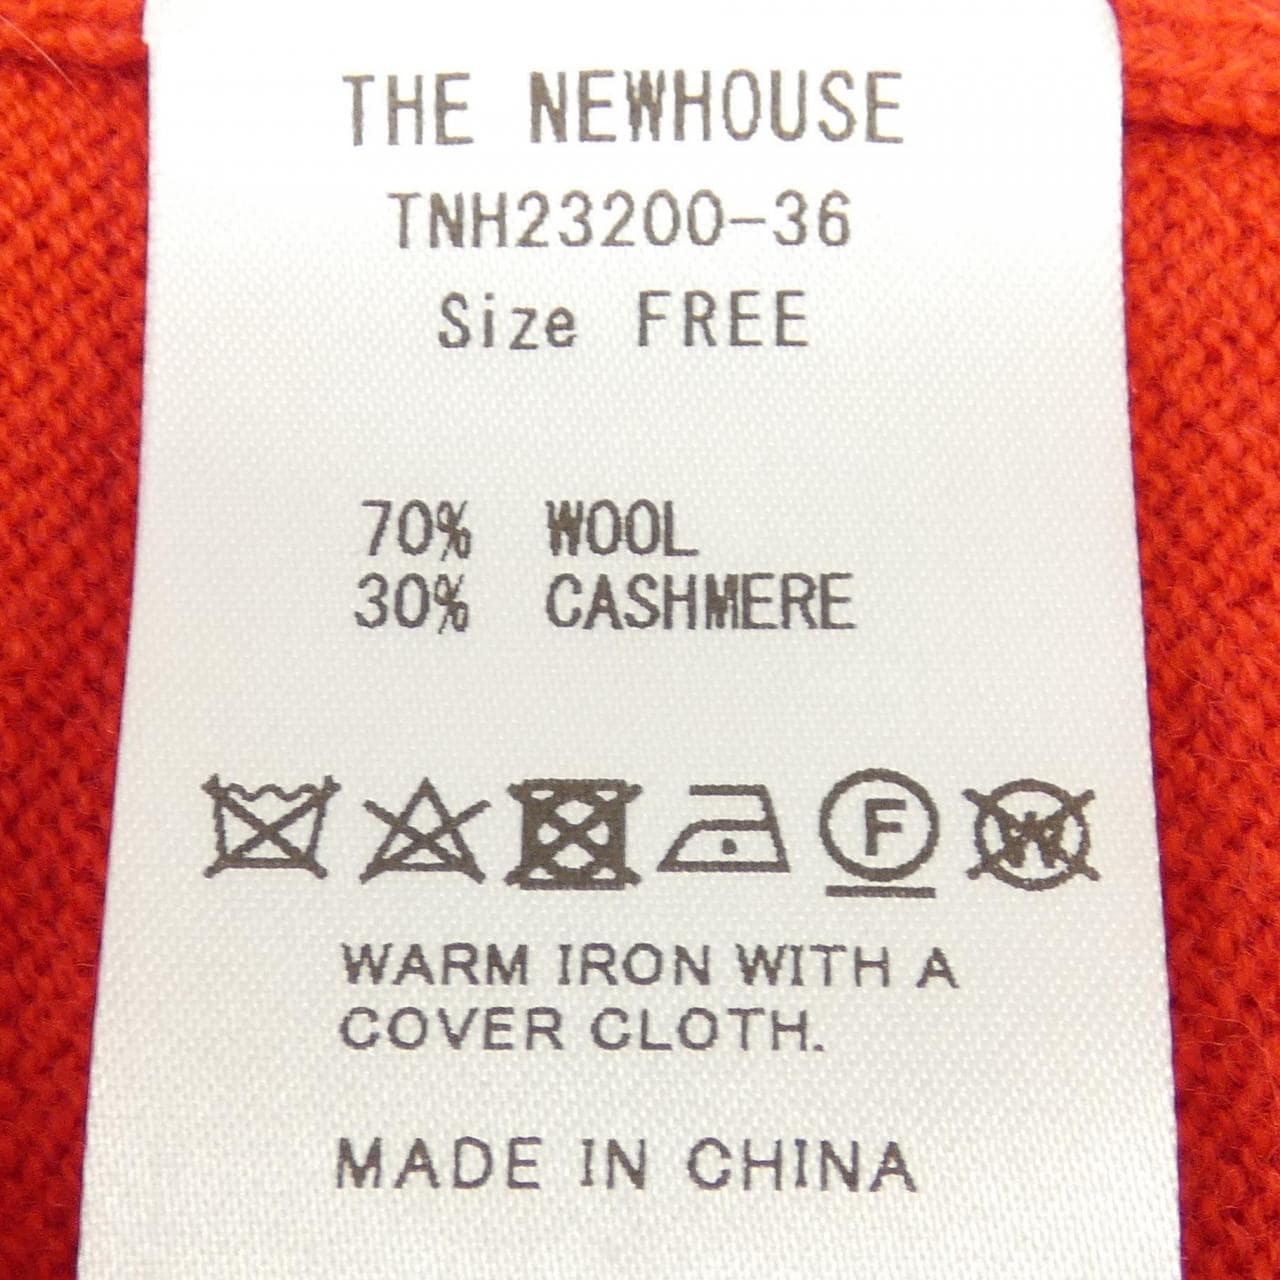 THE NEWHOUSE
TNH23200-36
Size FREE
70% WOOL
30% CASHMERE
F W
WARM IRON WITH A
COVER CLOTH.
MADE IN CHINA